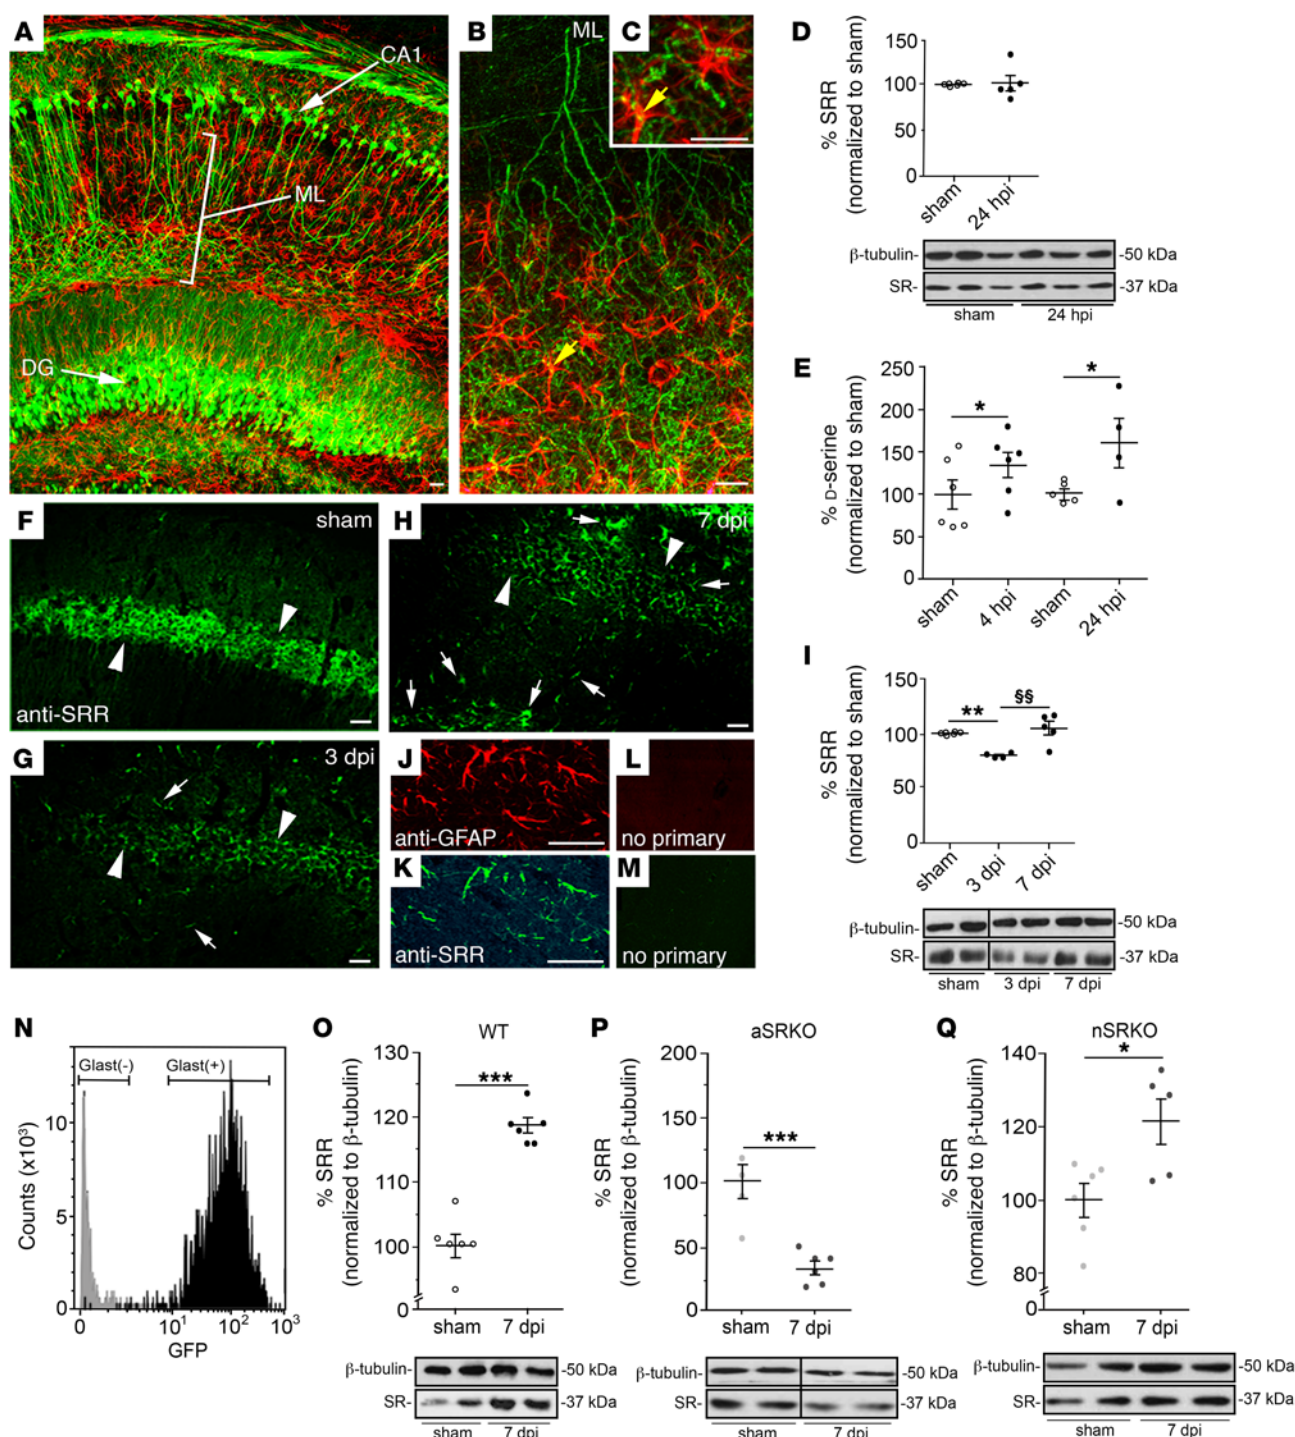 A
CA1
ML
DG
B
ML
C
D
% SRR
(normalized to sham)
150
100
50
0
sham
24 hpi
β-tubulin-
-50 kDa
SR-
-37 kDa
sham
24 hpi
E
% D-serine
(normalized to sham)
250
200
150
100
50
0
*
*
sham
4 hpi
sham
24 hpi
F
sham
anti-SRR
G
3 dpi
H
7 dpi
I
% SRR
(normalized to sham)
150
100
50
0
**
§§
sham
3 dpi
7 dpi
β-tubulin-
-50 kDa
SR-
-37 kDa
sham
3 dpi
7 dpi
J
anti-GFAP
K
anti-SRR
L
no primary
M
no primary
N
Glast(-)
Glast(+)
Counts (x10³)
10
5
0
0
10¹
10²
10³
GFP
O
WT
% SRR
(normalized to β-tubulin)
130
120
110
100
0
***
sham
7 dpi
β-tubulin-
-50 kDa
SR-
-37 kDa
sham
7 dpi
P
aSRKO
% SRR
(normalized to β-tubulin)
200
150
100
50
0
***
sham
7 dpi
β-tubulin-
-50 kDa
SR-
-37 kDa
sham
7 dpi
Q
nSRKO
% SRR
(normalized to β-tubulin)
140
120
100
80
0
*
sham
7 dpi
β-tubulin-
-50 kDa
SR-
-37 kDa
sham
7 dpi